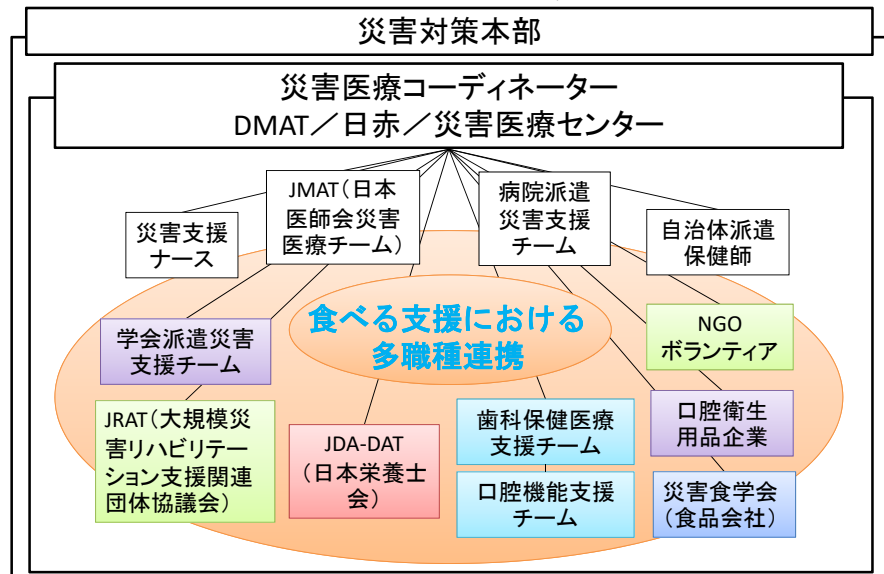 災害対策本部
災害医療コーディネーター
DMAT／日赤／災害医療センター
JMAT（日本
医師会災害
医療チーム）
病院派遣
災害支援
チーム
災害支援
ナース
自治体派遣
保健師
食べる支援における
多職種連携
学会派遣災害
支援チーム
NGO
ボランティア
JRAT（大規模災
害リハビリテー
ション支援関連
団体協議会）
JDA-DAT
（日本栄養士
会）
歯科保健医療
支援チーム
口腔衛生
用品企業
口腔機能支援
チーム
災害食学会
（食品会社）